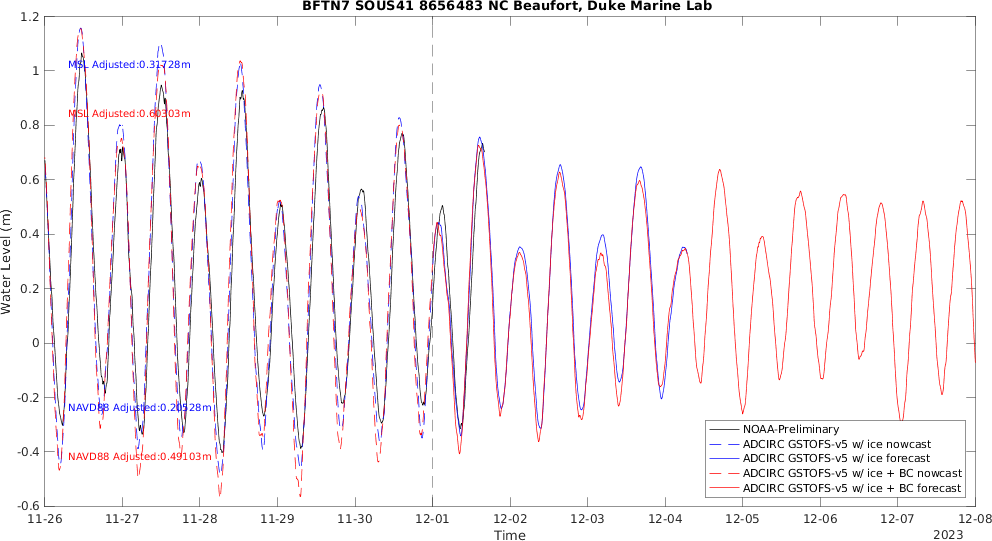 BFTN7 SOUS41 8656483 NC Beaufort, Duke Marine Lab
1.2
1
0.8
0.6
0.4
0.2
0
-0.2
-0.4
-0.6
Water Level (m)
MSL Adjusted:0.31728m
MSL Adjusted:0.60303m
NAVD88 Adjusted:0.20528m
NAVD88 Adjusted:0.49103m
NOAA-Preliminary
ADCIRC GSTOFS-v5 w/ ice nowcast
ADCIRC GSTOFS-v5 w/ ice forecast
ADCIRC GSTOFS-v5 w/ ice + BC nowcast
ADCIRC GSTOFS-v5 w/ ice + BC forecast
11-26 11-27 11-28 11-29 11-30 12-01 12-02 12-03 12-04 12-05 12-06 12-07 12-08
Time
2023